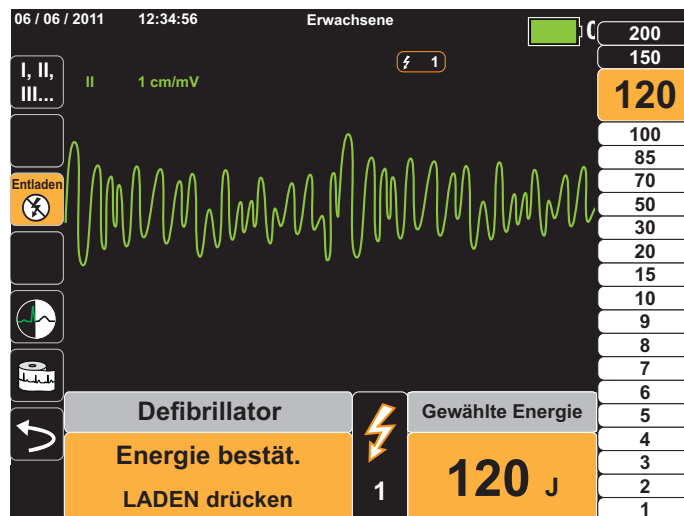 06 / 06 / 2011 12:34:56 Erwachsene
1
I, II,
III...
II 1 cm/mV
Entladen
200
150
120
100
85
70
50
30
20
15
10
9
8
7
6
5
4
3
2
1
Defibrillator
Energie bestät.
LADEN drücken
1
Gewählte Energie
120 J